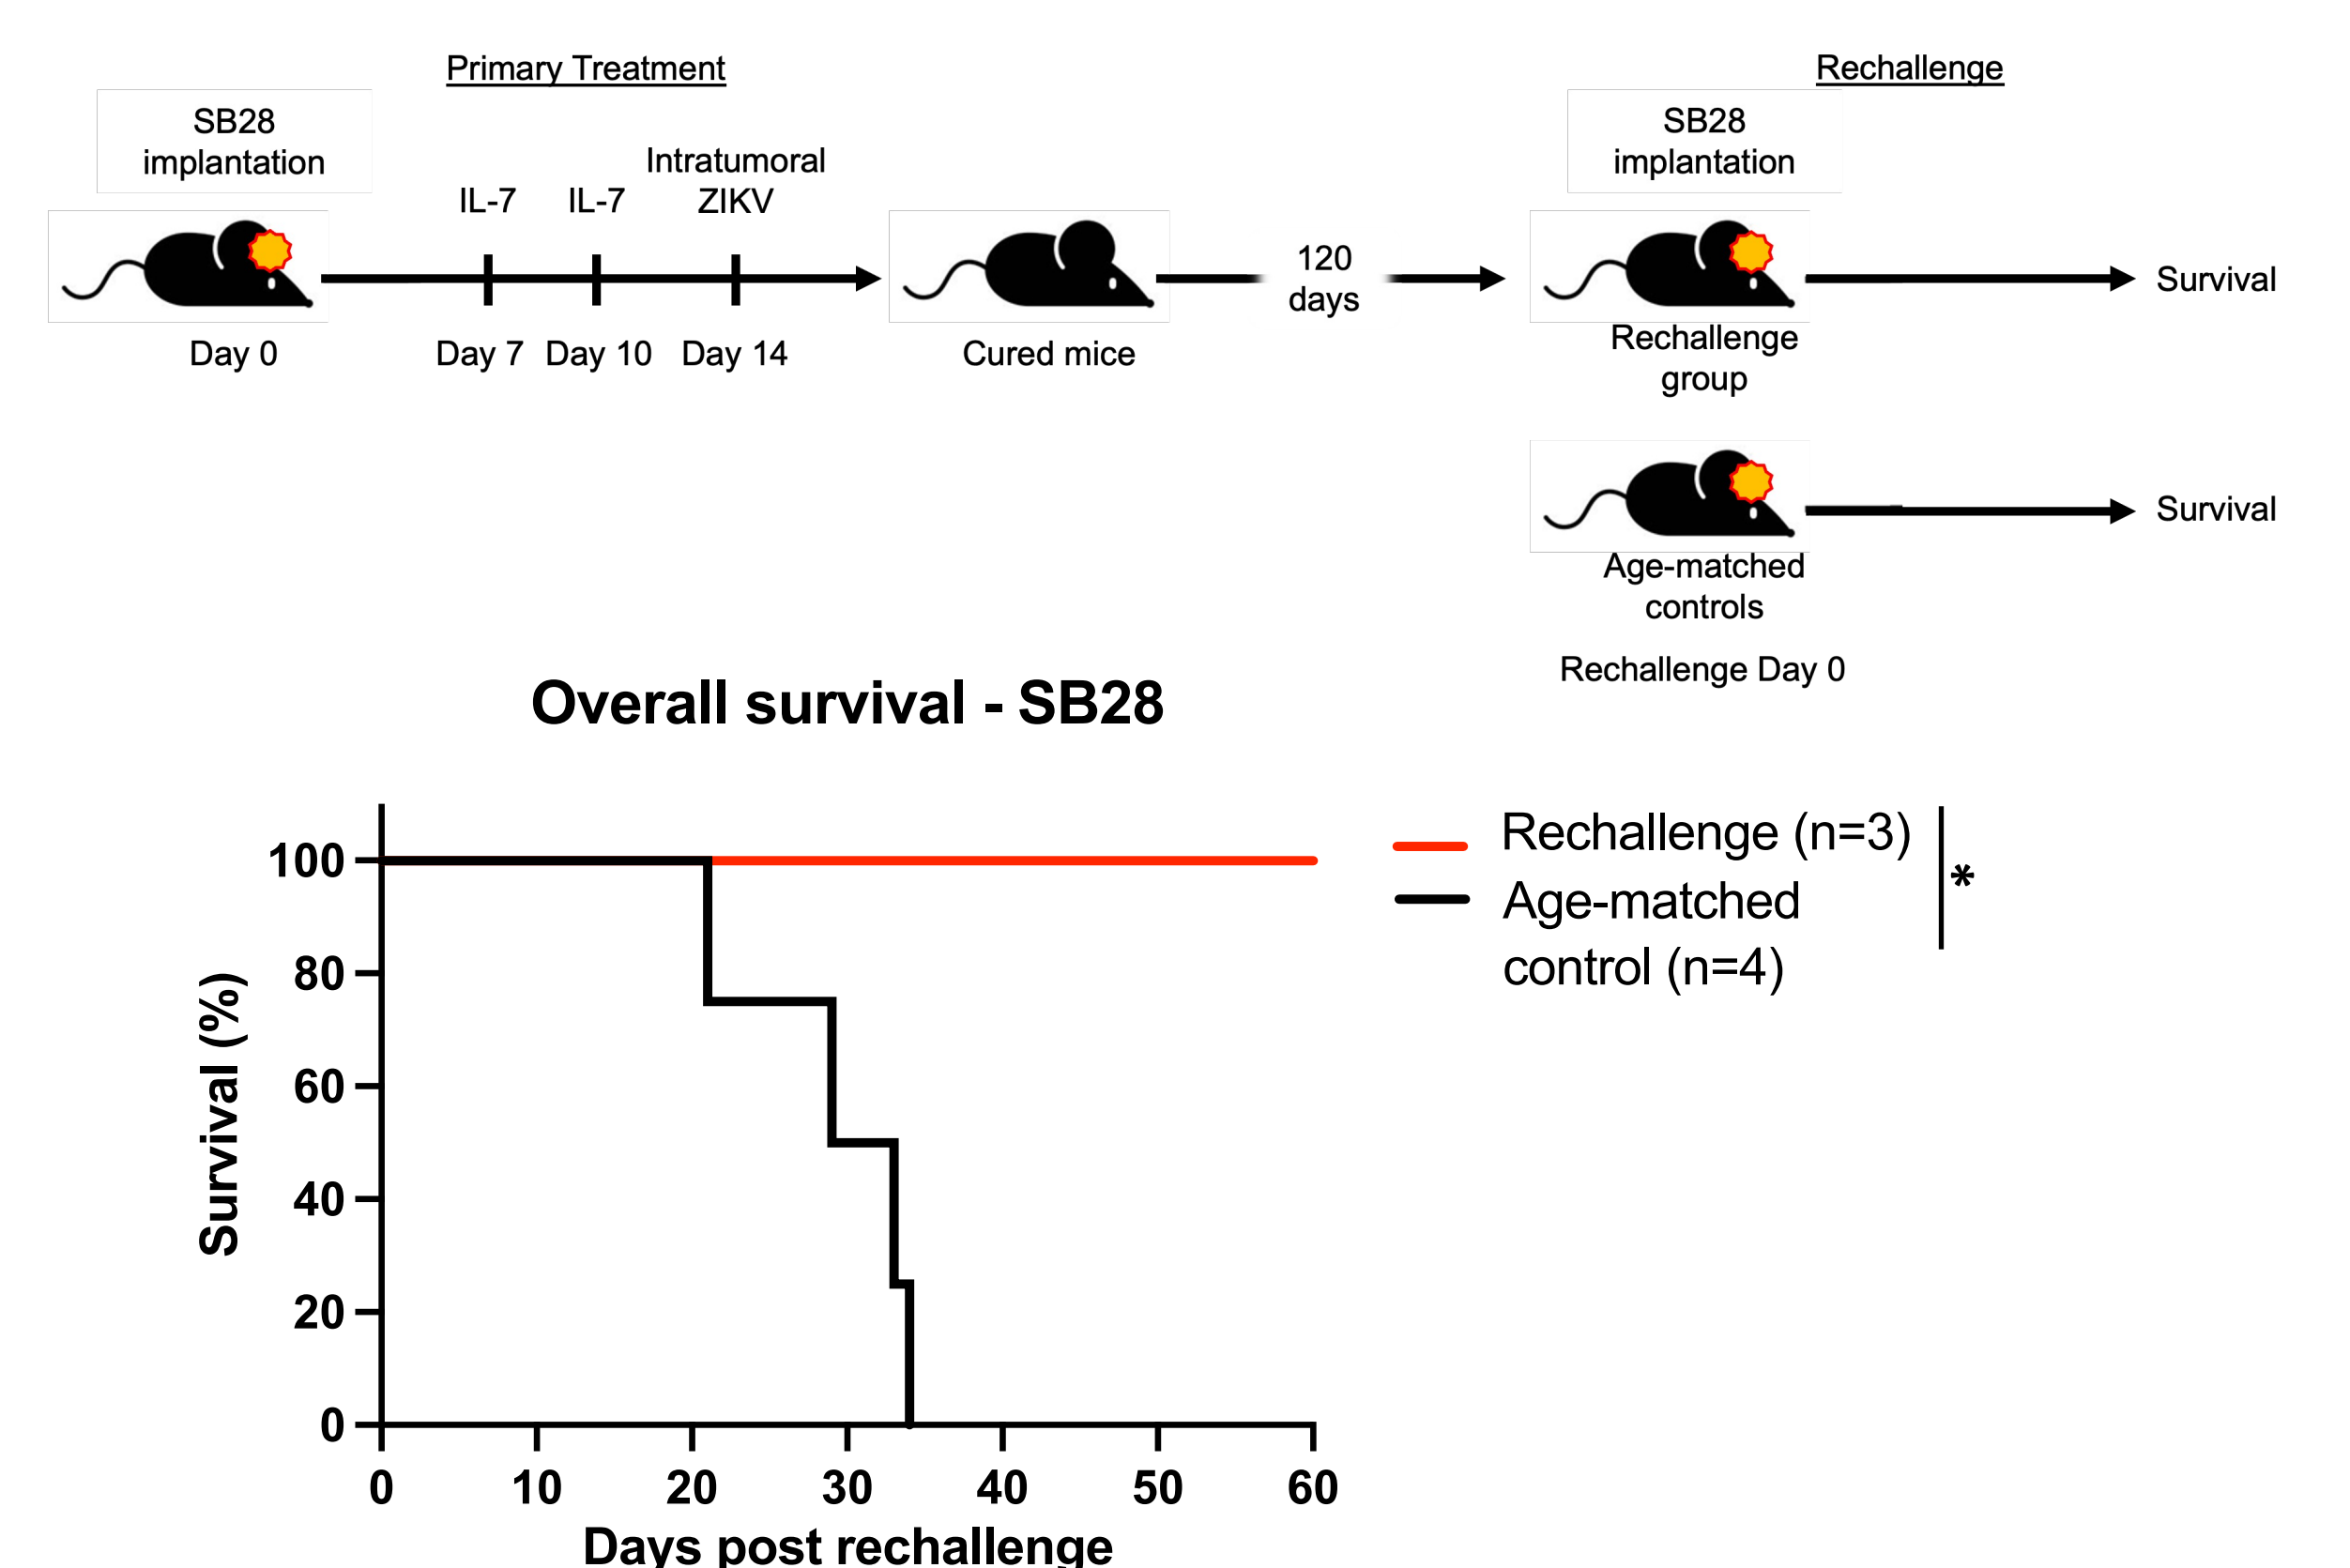 Primary Treatment
Rechallenge
SB28
implantation
IL-7
IL-7
Intratumoral
ZIKV
Day 0
Day 7
Day 10
Day 14
Cured mice
120
days
SB28
implantation
Rechallenge
group
Survival
Age-matched
controls
Survival
Rechallenge Day 0
Overall survival - SB28
Survival (%)
100
80
60
40
20
0
0
10
20
30
40
50
60
Days post rechallenge
Rechallenge (n=3)
Age-matched
control (n=4)
*